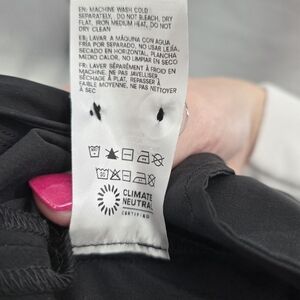 EN: MACHINE WASH COLD
SEPARATELY, DO NOT BLEACH, DRY
FLAT, IRON MEDIUM HEAT, DO NOT
DRY CLEAN
ES: LAVAR A MÁQUINA CON AGUA
FRÍA POR SEPARADO, NO USAR LEJÍA,
SECADO EN HORIZONTAL, PLANCHA
MEDIO CALOR, NO LIMPIAR EN SECO
FR: LAVER SÉPARÉMENT À FROID EN
MACHINE, NE PAS JAVELLISER,
SÉCHAGE À PLAT, REPASSER À
FAIBLE MOYENNE, NE PAS NETTOYER
À SEC
CLIMATE
NEUTRAL
CERTIFIED